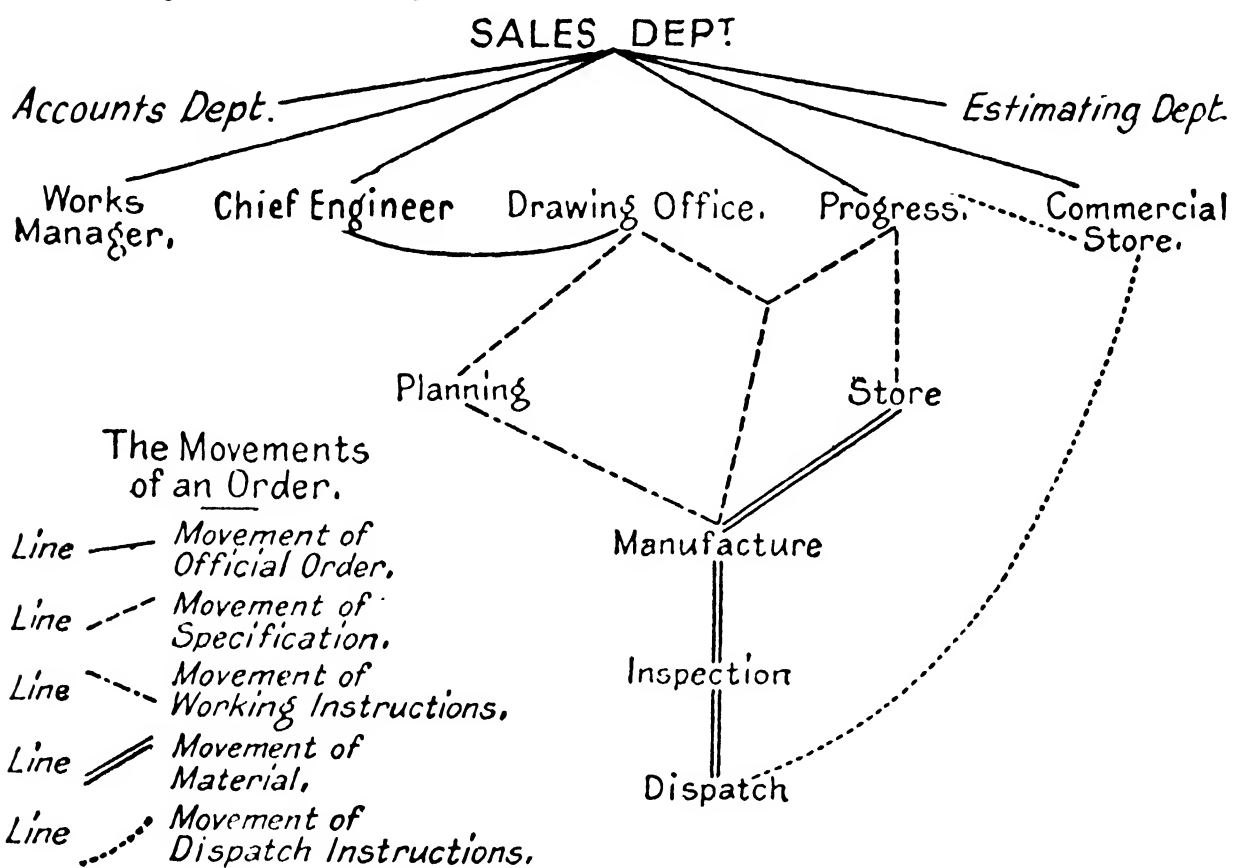 SALES DEPT.
Accounts Dept.
Estimating Dept.
Works
Manager.
Chief Engineer
Drawing Office.
Progress.
Commercial
Store.
Planning
Store
The Movements
of an Order.
Line Movement of
Official Order.
Line Movement of
Specification.
Line Movement of
Working Instructions.
Line Movement of
Material.
Line Movement of
Dispatch Instructions.
Manufacture
Inspection
Dispatch